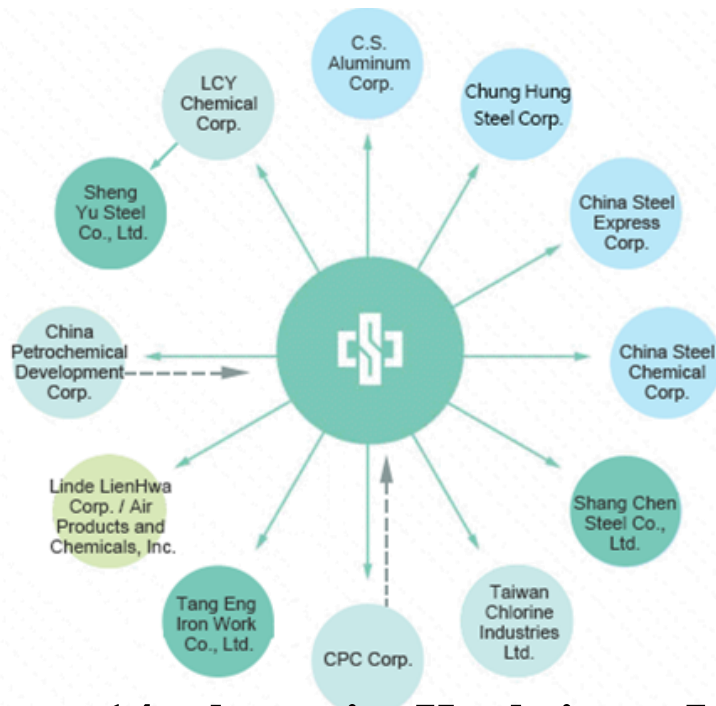 C.S.
Aluminum
Corp.
LCY
Chemical
Corp.
Chung Hung
Steel Corp.
Sheng
Yu Steel
Co., Ltd.
China Steel
Express
Corp.
China
Petrochemical
Development
Corp.
China Steel
Chemical
Corp.
Linde LienHwa
Corp. / Air
Products and
Chemicals, Inc.
Shang Chen
Steel Co.,
Ltd.
Tang Eng
Iron Work
Co., Ltd.
CPC Corp.
Taiwan
Chlorine
Industries
Ltd.